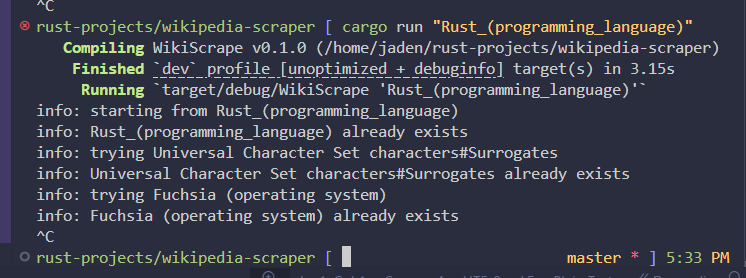 ^C
rust-projects/wikipedia-scraper [ cargo run "Rust_(programming_language)"
Compiling WikiScrape v0.1.0 (/home/jaden/rust-projects/wikipedia-scraper)
Finished `dev` profile [unoptimized + debuginfo] target(s) in 3.15s
Running `target/debug/WikiScrape 'Rust_(programming_language)'`
info: starting from Rust_(programming_language)
info: Rust_(programming_language) already exists
info: trying Universal Character Set characters#Surrogates
info: Universal Character Set characters#Surrogates already exists
info: trying Fuchsia (operating system)
info: Fuchsia (operating system) already exists
^C
rust-projects/wikipedia-scraper [ master * ] 5:33 PM